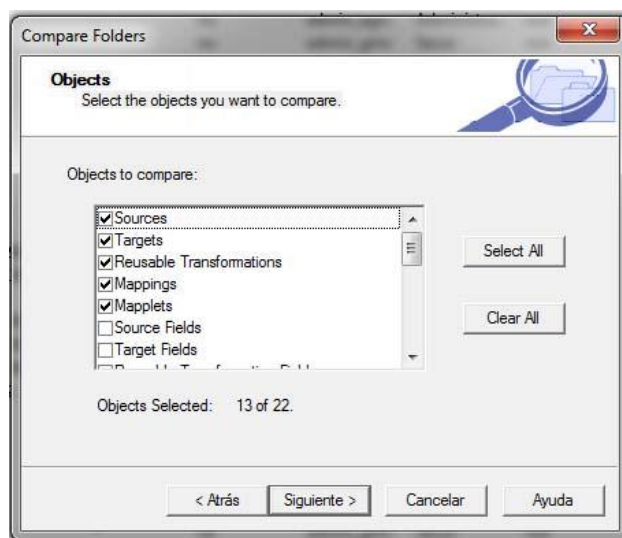 Compare Folders
Objects
Select the objects you want to compare.
Objects to compare:
Sources
Targets
Reusable Transformations
Mappings
Mapplets
Source Fields
Target Fields
Select All
Clear All
Objects Selected: 13 of 22.
< Atrás Siguiente > Cancelar Ayuda